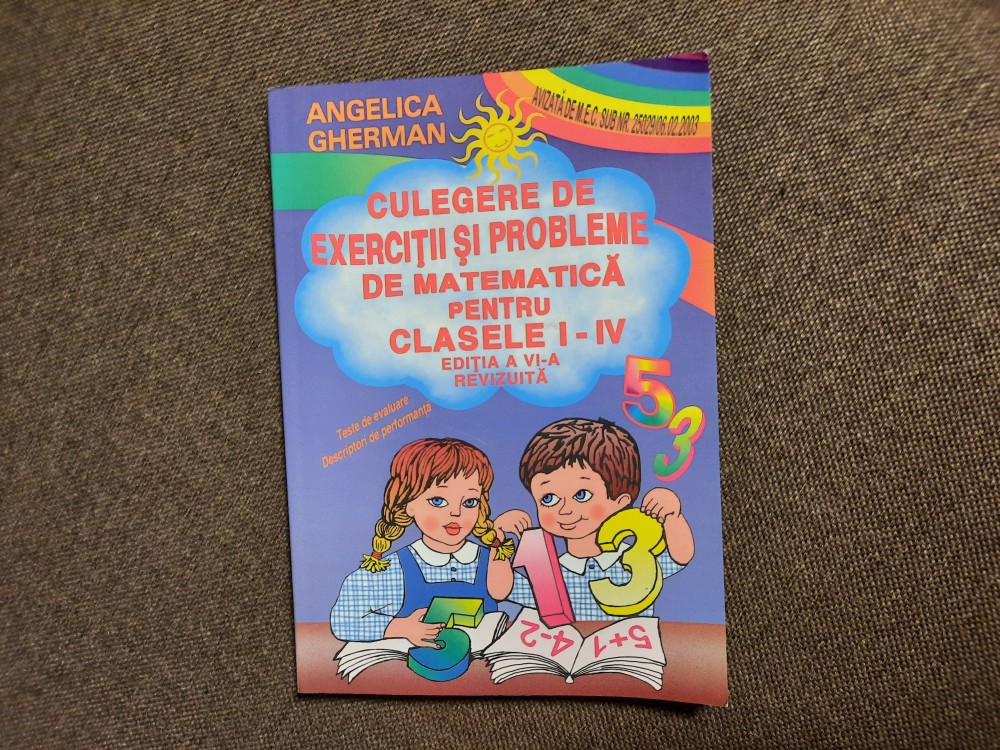 ANGELICA
GHERMAN
AVIZATĂ DE M.E.C. SUB NR. 25029/06.02.2003
CULEGERE DE
EXERCIŢII ŞI PROBLEME
DE MATEMATICĂ
PENTRU
CLASELE I - IV
EDIŢIA A VI-A
REVIZUITĂ
5
3
Teste de evaluare
Descriptori de performanţă
1
3
5
4-2
5+1